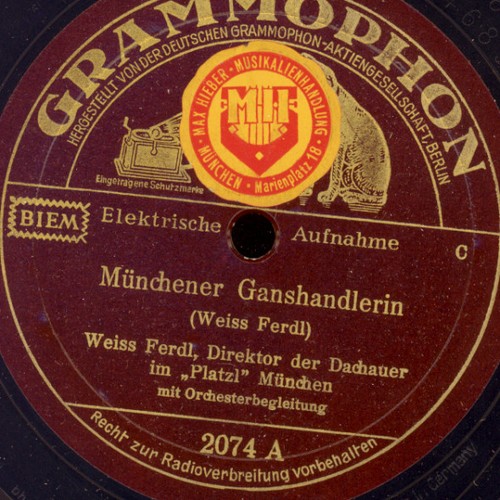 GRAMMOPHON
HERGESTELLT VON DER DEUTSCHEN GRAMMOPHON-AKTIENGESELLSCHAFT, BERLIN
MAX HIEBER · MUSIKALIENHANDLUNG
MH
· MÜNCHEN · Marienplatz 18 ·
Eingetragene Schutzmarke
BIEM
Elektrische Aufnahme
C
Münchener Ganshandlerin
(Weiss Ferdl)
Weiss Ferdl, Direktor der Dachauer
im „Platzl” München
mit Orchesterbegleitung
2074 A
Recht zur Radioverbreitung vorbehalten
Germany